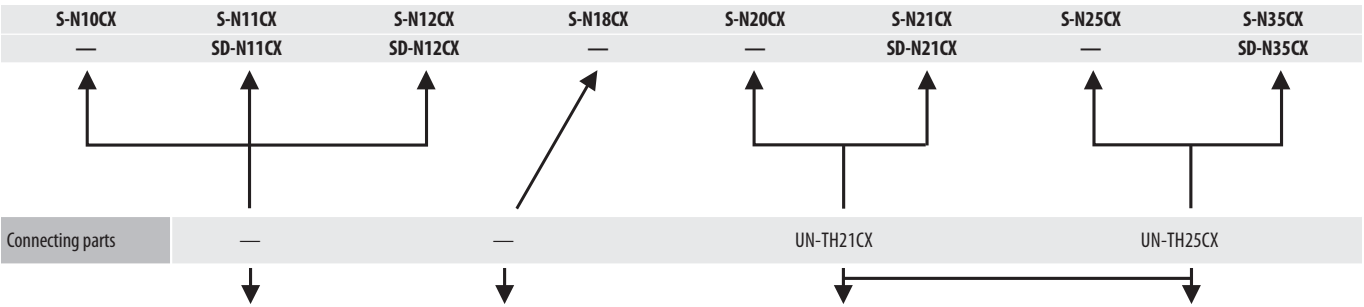 S-N10CX S-N11CX S-N12CX S-N18CX S-N20CX S-N21CX S-N25CX S-N35CX
— SD-N11CX SD-N12CX — — SD-N21CX — SD-N35CX
Connecting parts — — UN-TH21CX UN-TH25CX